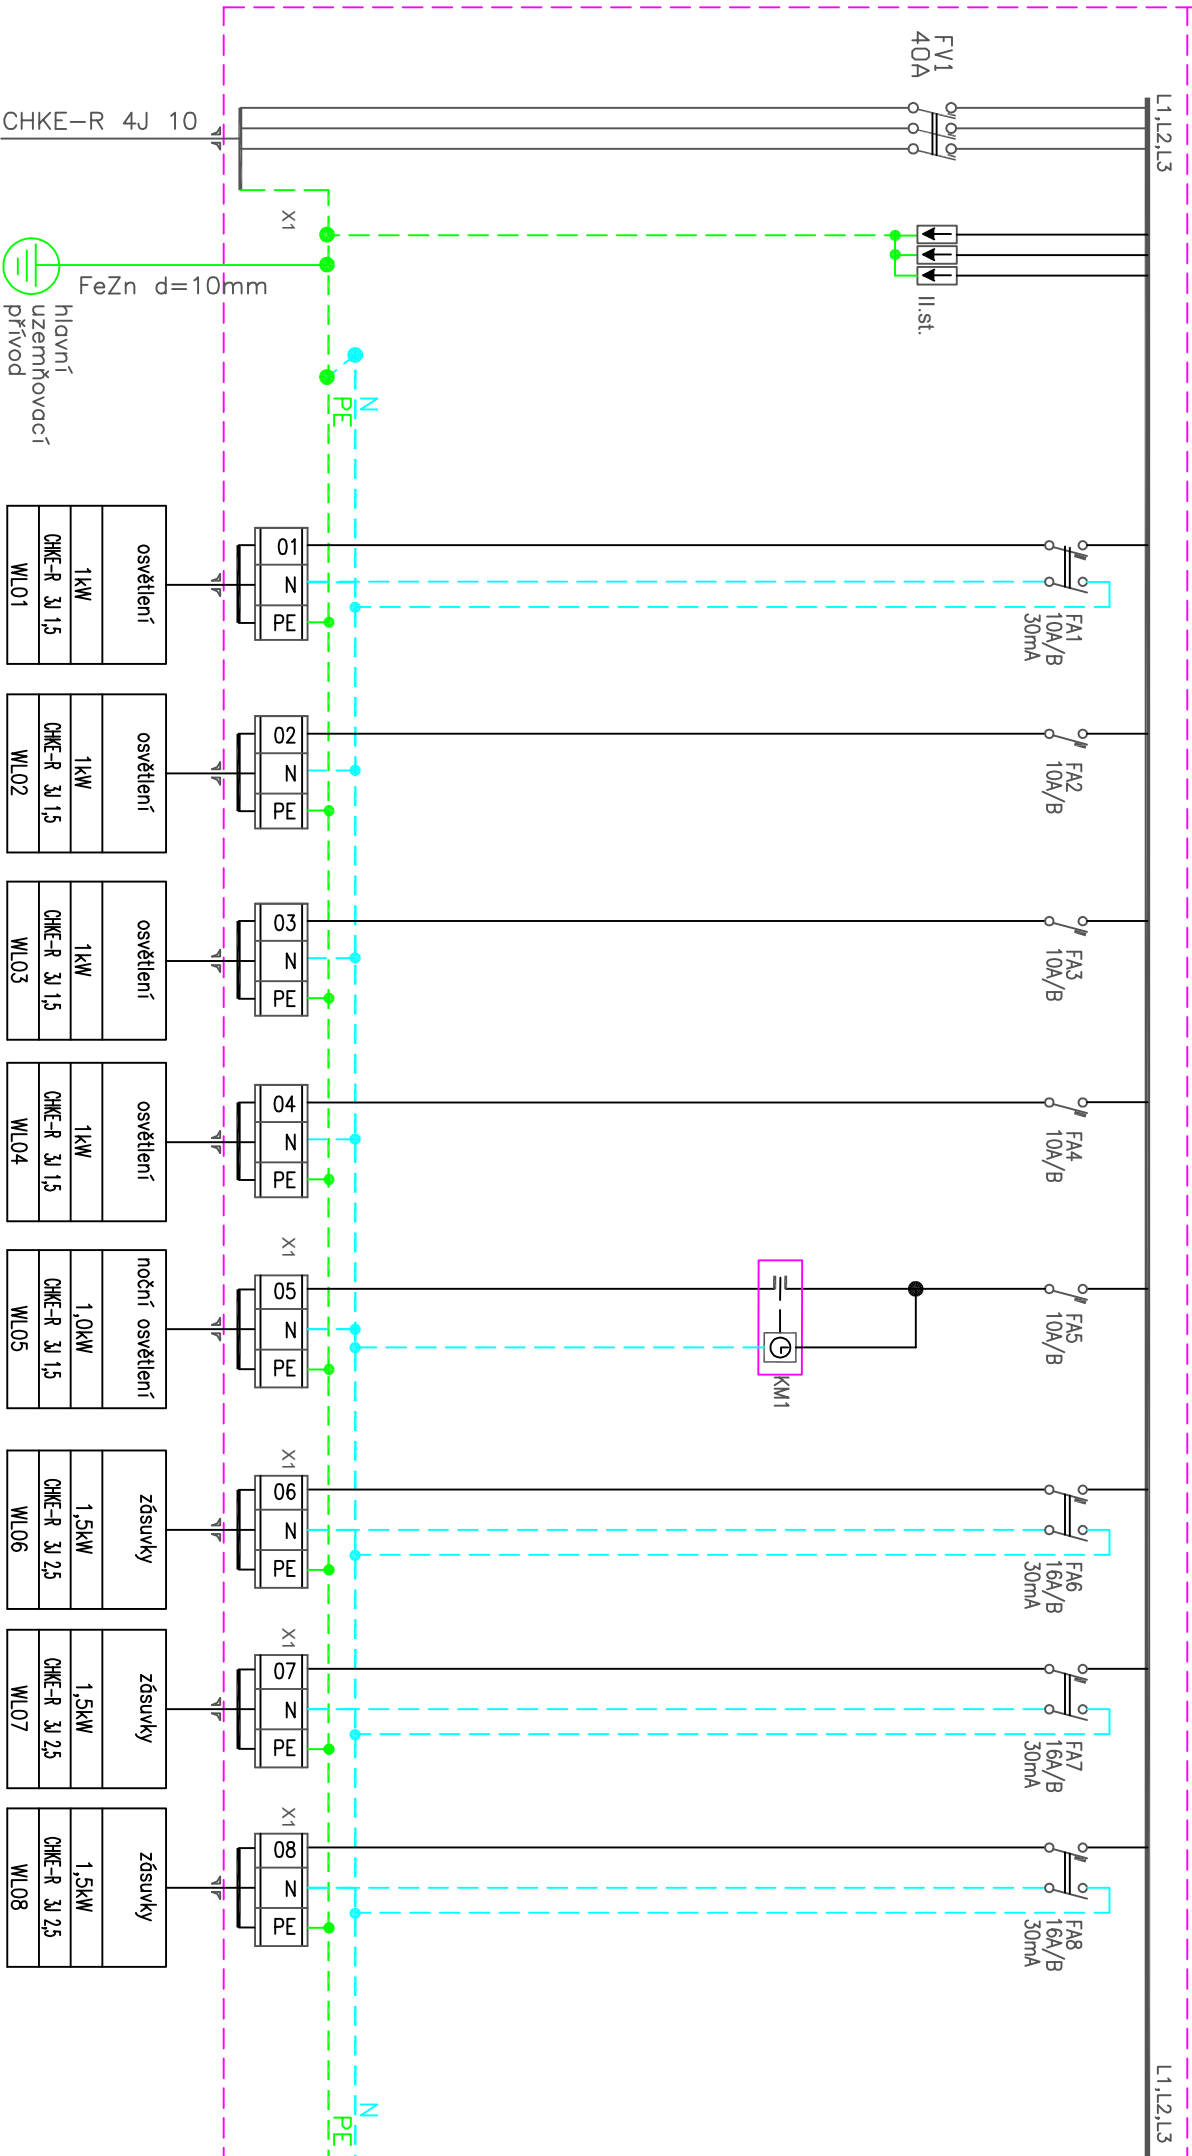 L1,L2,L3
FV1
40A
CHKE-R 4J 10
X1
FeZn d=10mm
hlavní
uzemňovací
přívod
II.st.
N
PE
FA1
10A/B
30mA
01
N
PE
osvětlení
1kW
CHKE-R 3J 1,5
WL01
FA2
10A/B
02
N
PE
osvětlení
1kW
CHKE-R 3J 1,5
WL02
FA3
10A/B
03
N
PE
osvětlení
1kW
CHKE-R 3J 1,5
WL03
FA4
10A/B
04
N
PE
osvětlení
1kW
CHKE-R 3J 1,5
WL04
FA5
10A/B
KM1
X1
05
N
PE
noční osvětlení
1,0kW
CHKE-R 3J 1,5
WL05
FA6
16A/B
30mA
X1
06
N
PE
zásuvky
1,5kW
CHKE-R 3J 2,5
WL06
FA7
16A/B
30mA
X1
07
N
PE
zásuvky
1,5kW
CHKE-R 3J 2,5
WL07
FA8
16A/B
30mA
X1
08
N
PE
zásuvky
1,5kW
CHKE-R 3J 2,5
WL08
L1,L2,L3
N
PE